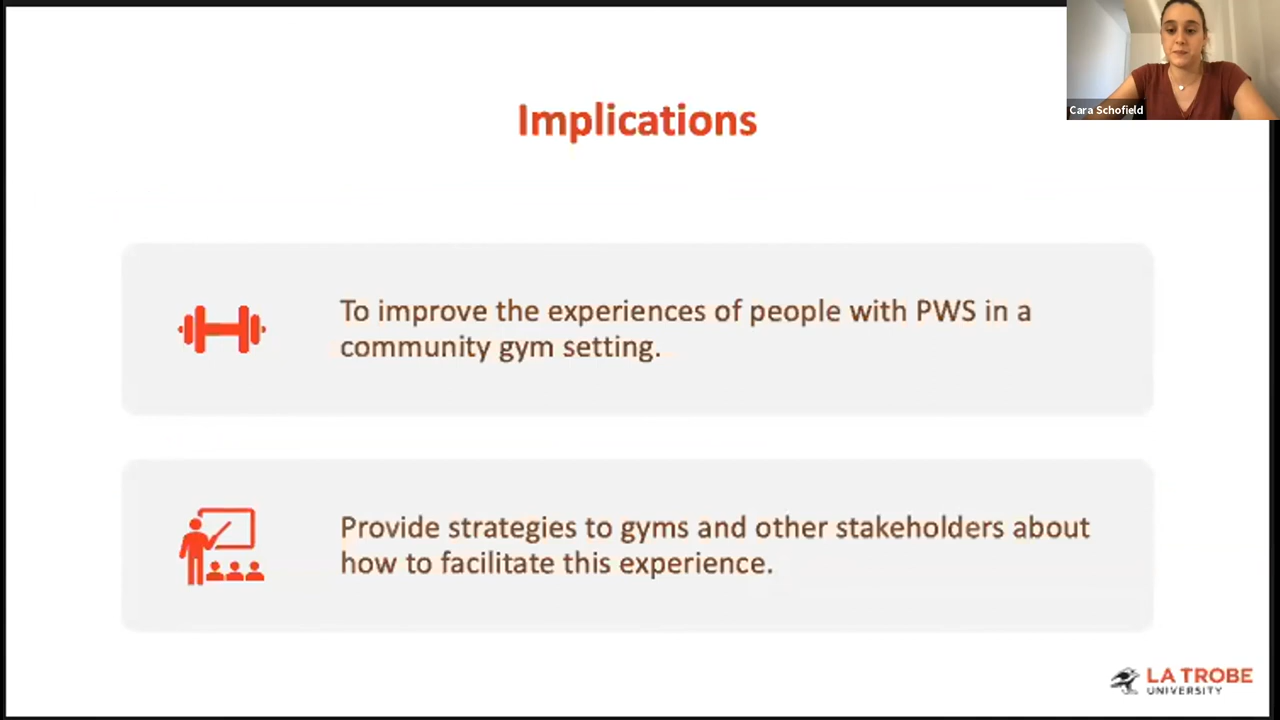 Cara Schofield
Implications
To improve the experiences of people with PWS in a
community gym setting.
Provide strategies to gyms and other stakeholders about
how to facilitate this experience.
LA TROBE
UNIVERSITY